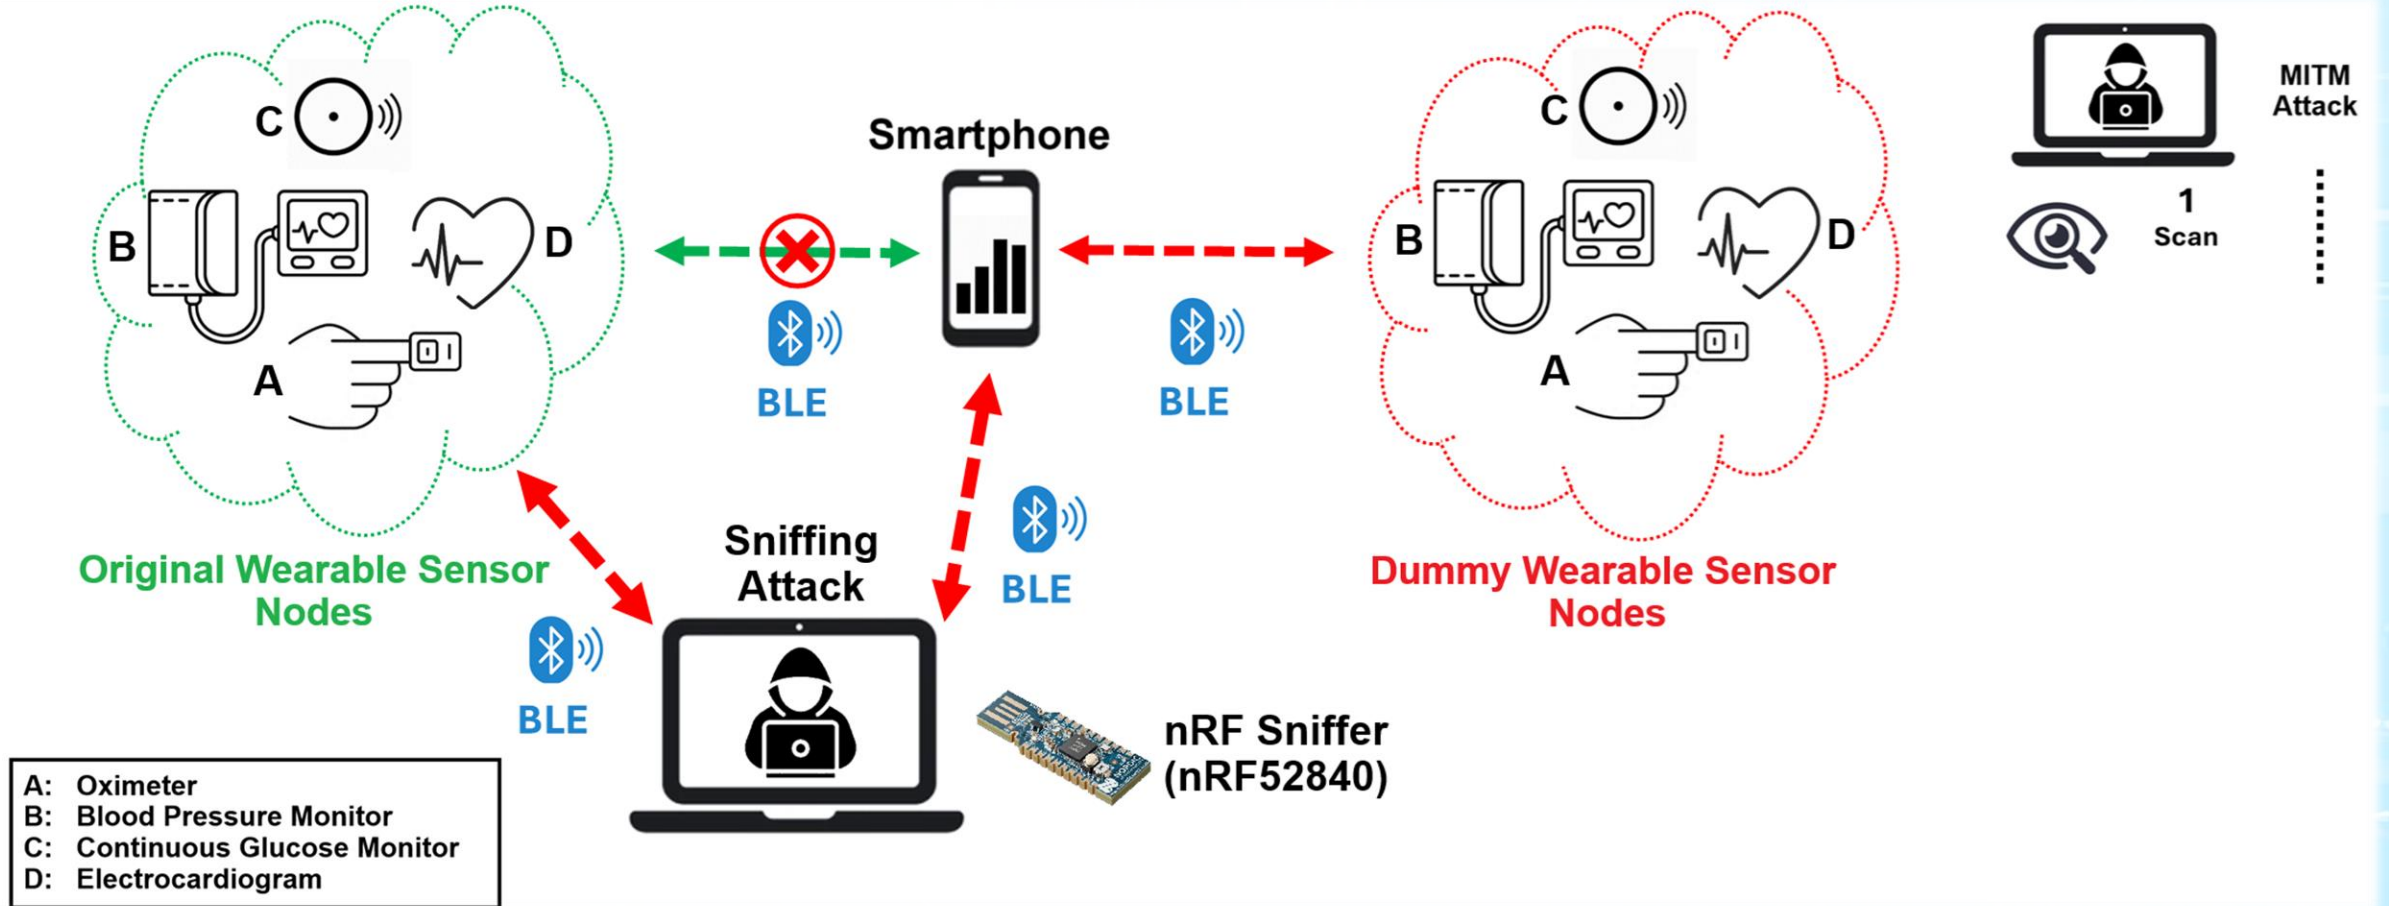 C
B
D
A
Original Wearable Sensor
Nodes
Smartphone
BLE
BLE
BLE
BLE
Sniffing
Attack
nRF Sniffer
(nRF52840)
C
B
D
A
Dummy Wearable Sensor
Nodes
MITM
Attack
1
Scan
A: Oximeter
B: Blood Pressure Monitor
C: Continuous Glucose Monitor
D: Electrocardiogram